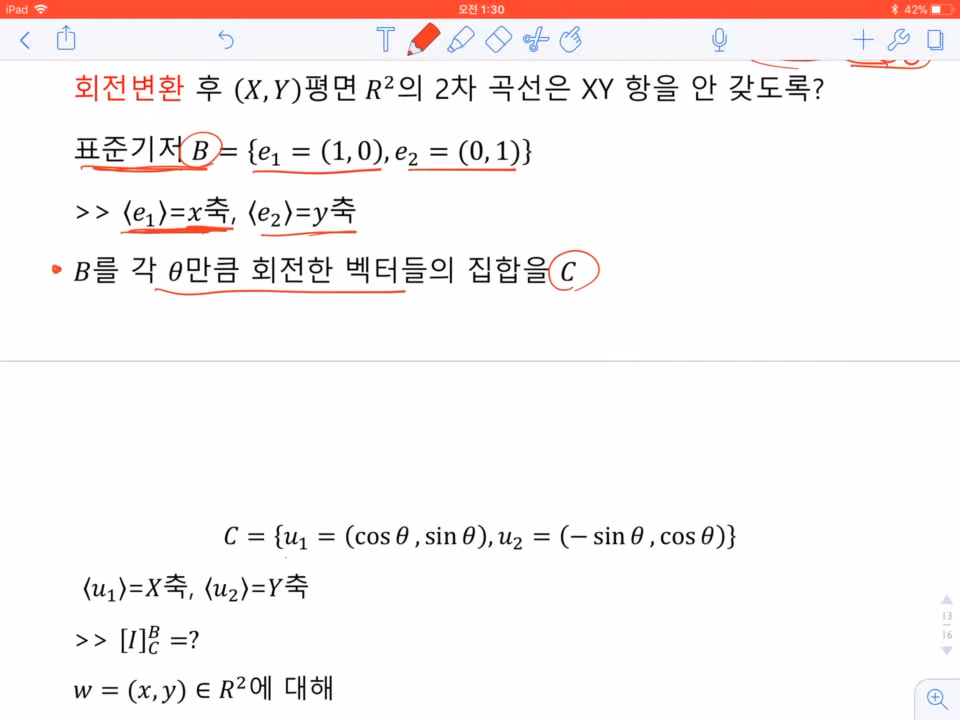 iPad 오전 1:30 42%
T
회전변환 후 (X, Y)평면 R²의 2차 곡선은 XY 항을 안 갖도록?
표준기저 B = {e₁ = (1, 0), e₂ = (0, 1)}
>> ⟨e₁⟩=x축, ⟨e₂⟩=y축
• B를 각 θ만큼 회전한 벡터들의 집합을 C
C = {u₁ = (cos θ , sin θ), u₂ = (− sin θ , cos θ)}
⟨u₁⟩=X축, ⟨u₂⟩=Y축
>> [I]_C^B =?
w = (x, y) ∈ R²에 대해
13
16